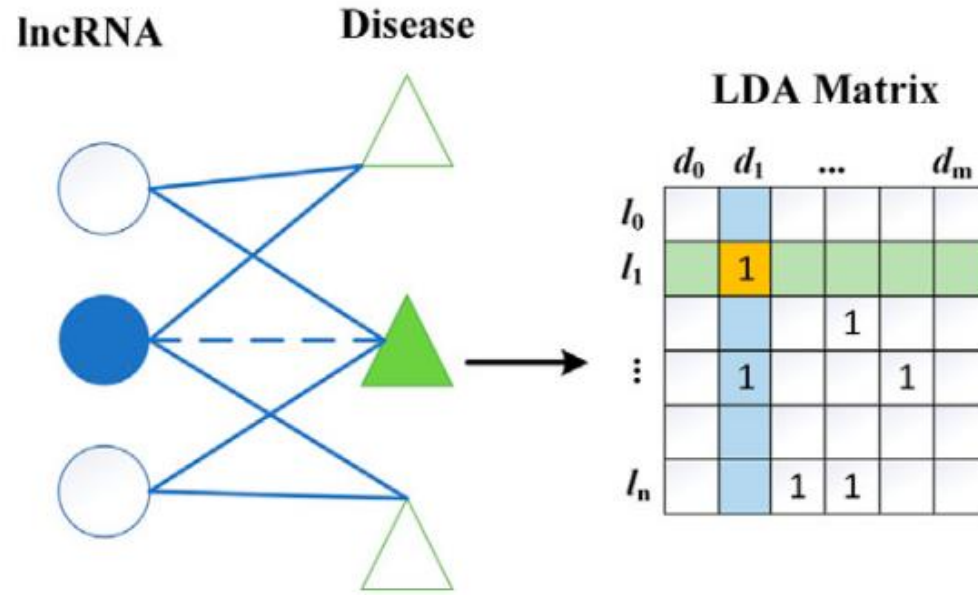 lncRNA
Disease
LDA Matrix
d₀ d₁ ... dₘ
l₀
l₁ 1
1
⋮ 1 1
lₙ 1 1